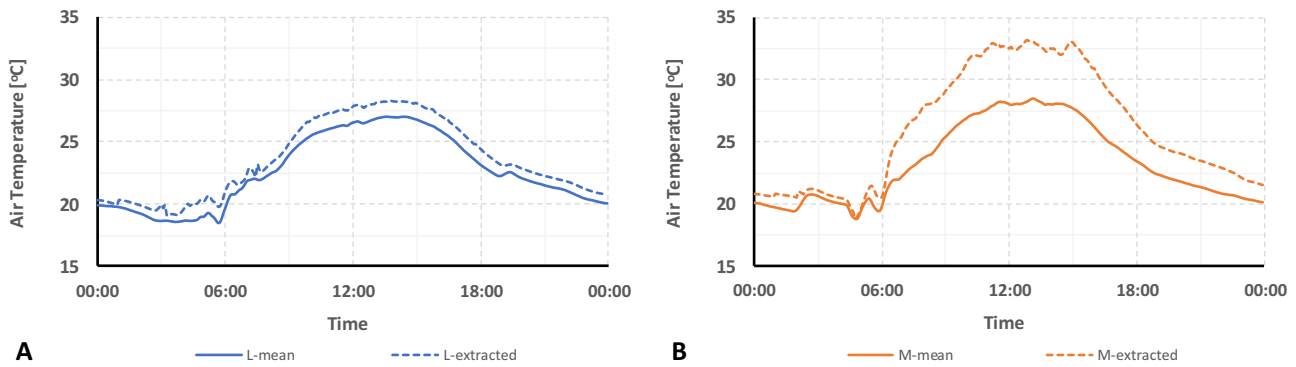 Air Temperature [ºC]
35
30
25
20
15
00:00 06:00 12:00 18:00 00:00
Time
A
L-mean L-extracted
Air Temperature [ºC]
35
30
25
20
15
00:00 06:00 12:00 18:00 00:00
Time
B
M-mean M-extracted